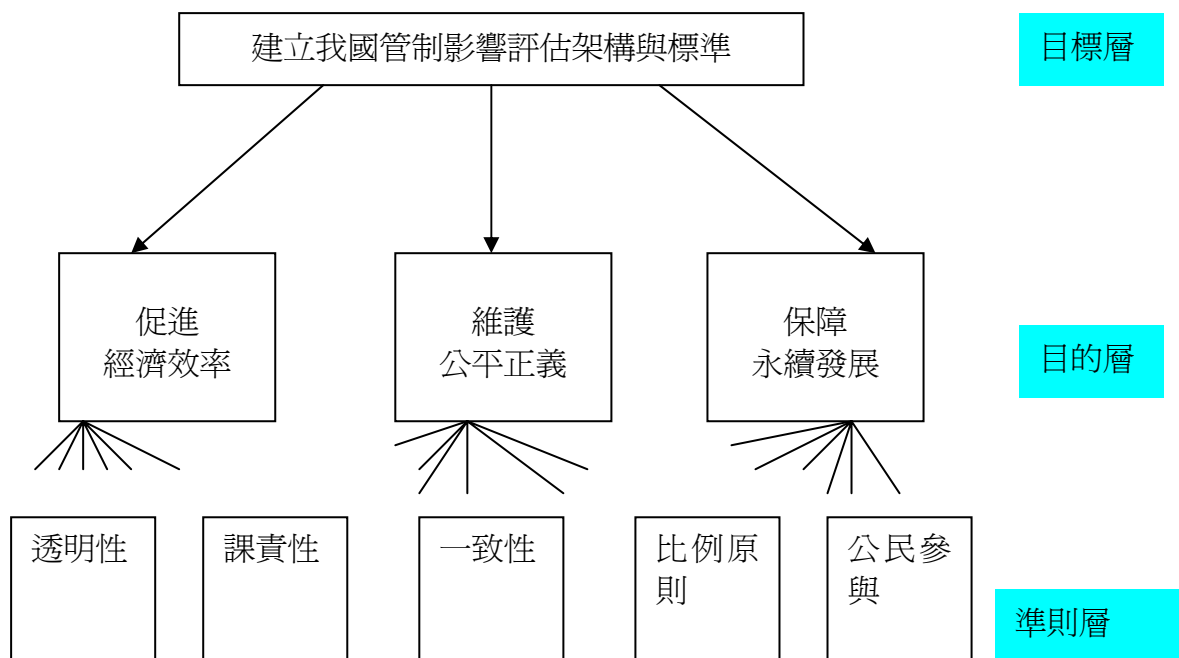 建立我國管制影響評估架構與標準
目標層
促進
經濟效率
維護
公平正義
保障
永續發展
目的層
透明性
課責性
一致性
比例原
則
公民參
與
準則層